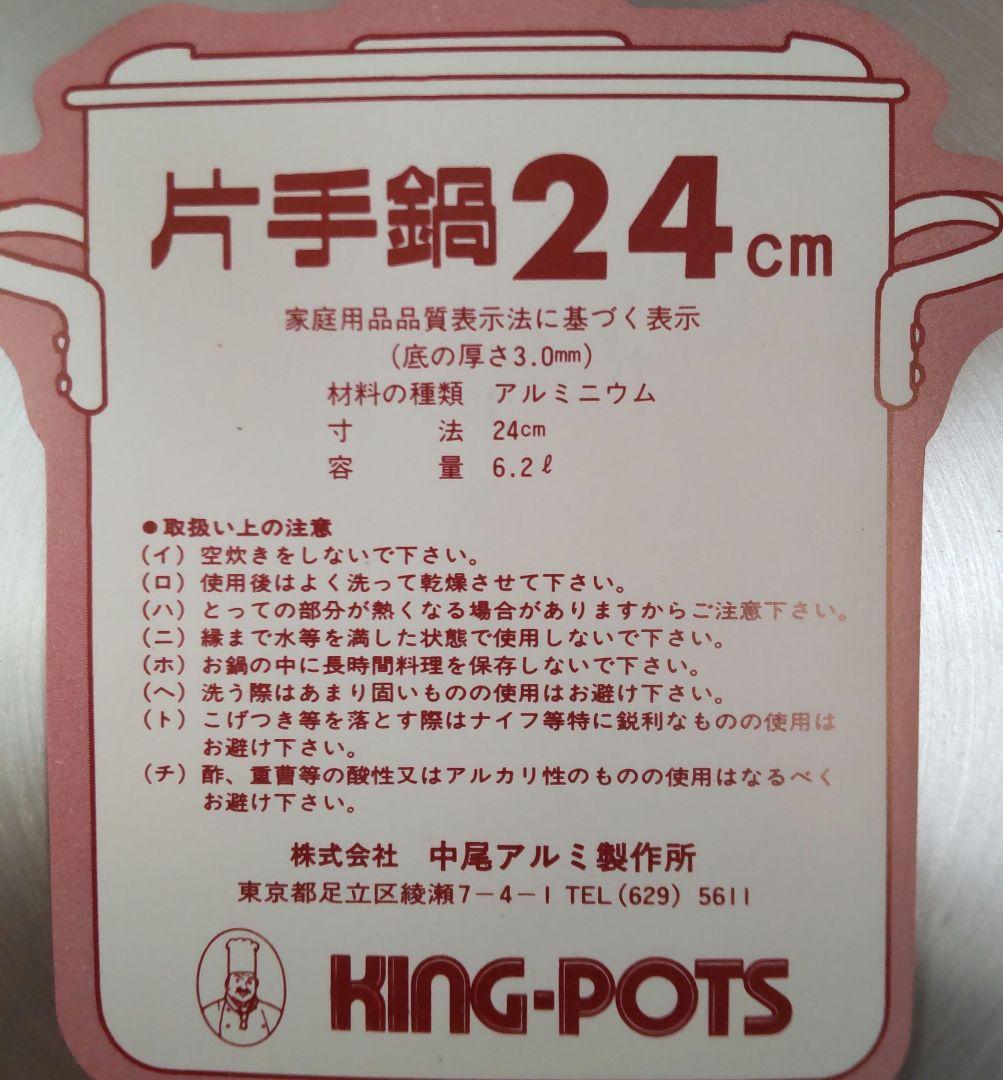 片手鍋24cm
家庭用品品質表示法に基づく表示
(底の厚さ3.0mm)
材料の種類 アルミニウム
寸法 24cm
容量 6.2ℓ
●取扱い上の注意
(イ) 空炊きをしないで下さい。
(ロ) 使用後はよく洗って乾燥させて下さい。
(ハ) とっての部分が熱くなる場合がありますからご注意下さい。
(ニ) 縁まで水等を満した状態で使用しないで下さい。
(ホ) お鍋の中に長時間料理を保存しないで下さい。
(ヘ) 洗う際はあまり固いものの使用はお避け下さい。
(ト) こげつき等を落とす際はナイフ等特に鋭利なものの使用は
お避け下さい。
(チ) 酢、重曹等の酸性又はアルカリ性のものの使用はなるべく
お避け下さい。
株式会社 中尾アルミ製作所
東京都足立区綾瀬7-4-1 TEL(629) 5611
KING-POTS